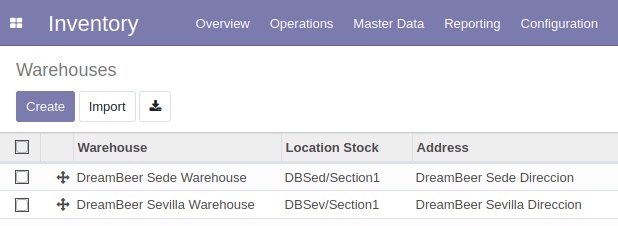 Inventory Overview Operations Master Data Reporting Configuration
Warehouses
Create Import
Warehouse Location Stock Address
DreamBeer Sede Warehouse DBSed/Section1 DreamBeer Sede Direccion
DreamBeer Sevilla Warehouse DBSev/Section1 DreamBeer Sevilla Direccion